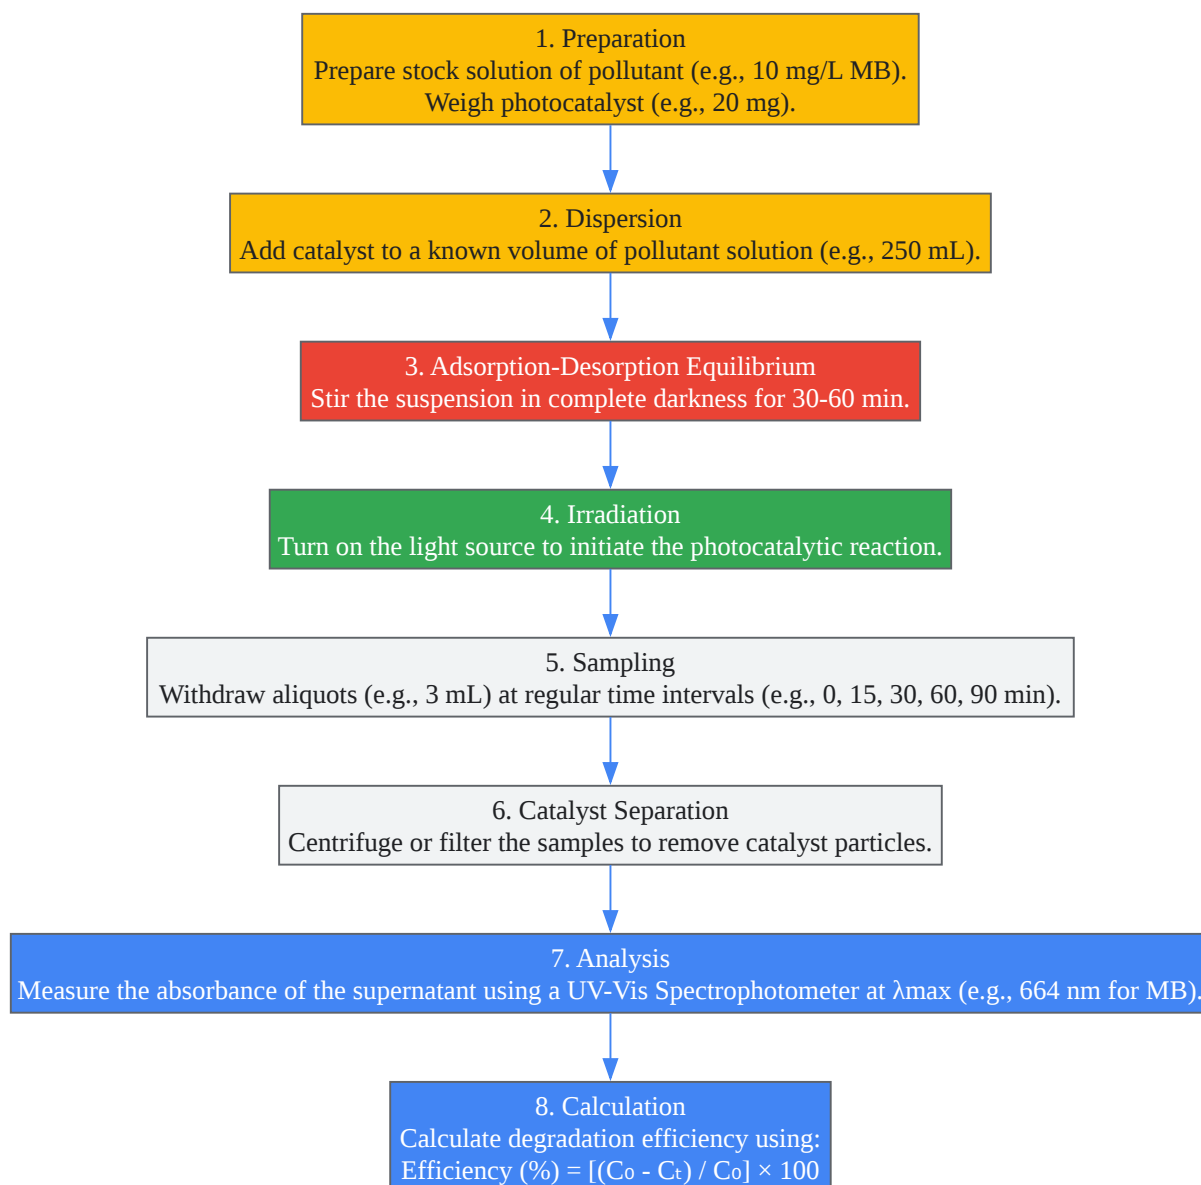 1. Preparation
Prepare stock solution of pollutant (e.g., 10 mg/L MB).
Weigh photocatalyst (e.g., 20 mg).
2. Dispersion
Add catalyst to a known volume of pollutant solution (e.g., 250 mL).
3. Adsorption-Desorption Equilibrium
Stir the suspension in complete darkness for 30-60 min.
4. Irradiation
Turn on the light source to initiate the photocatalytic reaction.
5. Sampling
Withdraw aliquots (e.g., 3 mL) at regular time intervals (e.g., 0, 15, 30, 60, 90 min).
6. Catalyst Separation
Centrifuge or filter the samples to remove catalyst particles.
7. Analysis
Measure the absorbance of the supernatant using a UV-Vis Spectrophotometer at λmax (e.g., 664 nm for MB).
8. Calculation
Calculate degradation efficiency using:
Efficiency (%) = [(C₀ - Cₜ) / C₀] × 100